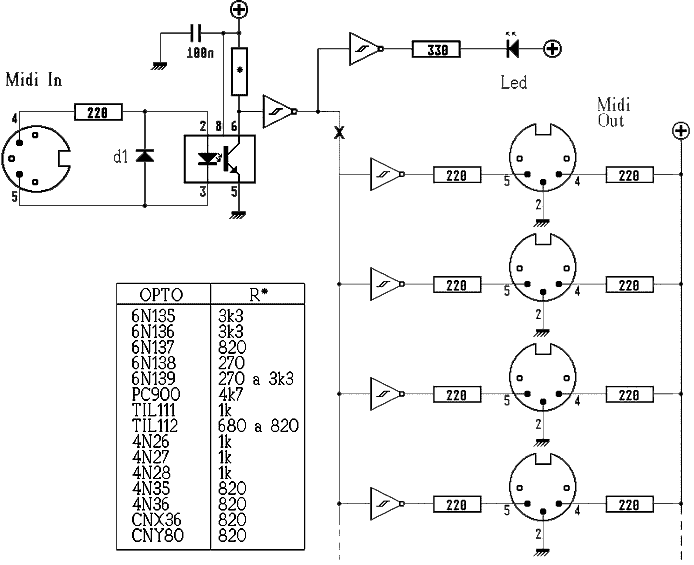 100n
*
330
Led
Midi In
4
220
d1
5
2 8 6
3 5
Midi
Out
X
220
5
4
220
2
220
5
4
220
2
220
5
4
220
2
220
5
4
220
2
OPTO R*
6N135 3k3
6N136 3k3
6N137 820
6N138 270
6N139 270 a 3k3
PC900 4k7
TIL111 1k
TIL112 680 a 820
4N26 1k
4N27 1k
4N28 1k
4N35 820
4N36 820
CNX36 820
CNY80 820